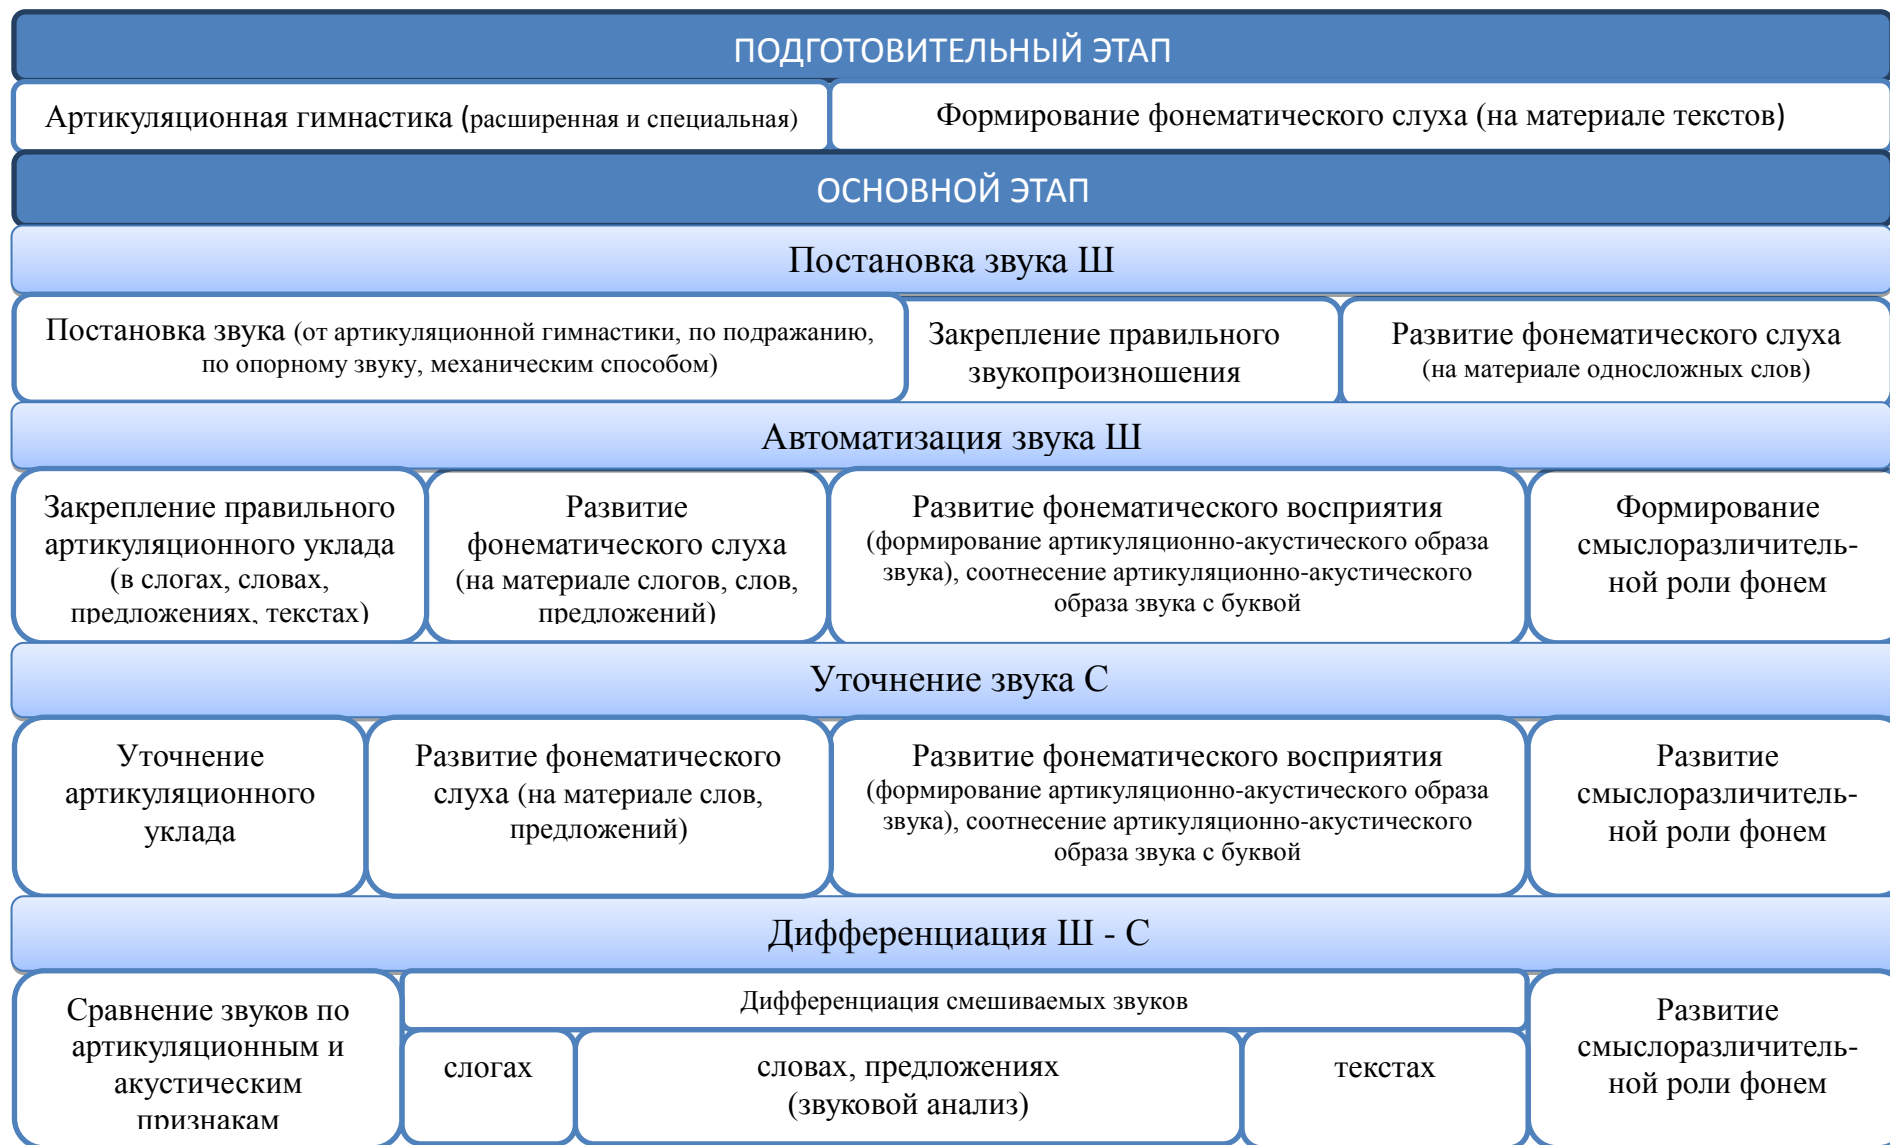 ПОДГОТОВИТЕЛЬНЫЙ ЭТАП
Артикуляционная гимнастика (расширенная и специальная)
Формирование фонематического слуха (на материале текстов)
ОСНОВНОЙ ЭТАП
Постановка звука Ш
Постановка звука (от артикуляционной гимнастики, по подражанию,
по опорному звуку, механическим способом)
Закрепление правильного
звукопроизношения
Развитие фонематического слуха
(на материале односложных слов)
Автоматизация звука Ш
Закрепление правильного
артикуляционного уклада
(в слогах, словах,
предложениях, текстах)
Развитие
фонематического слуха
(на материале слогов, слов,
предложений)
Развитие фонематического восприятия
(формирование артикуляционно-акустического образа
звука), соотнесение артикуляционно-акустического
образа звука с буквой
Формирование
смыслоразличитель-
ной роли фонем
Уточнение звука С
Уточнение
артикуляционного
уклада
Развитие фонематического
слуха (на материале слов,
предложений)
Развитие фонематического восприятия
(формирование артикуляционно-акустического образа
звука), соотнесение артикуляционно-акустического
образа звука с буквой
Развитие
смыслоразличитель-
ной роли фонем
Дифференциация Ш - С
Сравнение звуков по
артикуляционным и
акустическим
признакам
Дифференциация смешиваемых звуков
слогах
словах, предложениях
(звуковой анализ)
текстах
Развитие
смыслоразличитель-
ной роли фонем